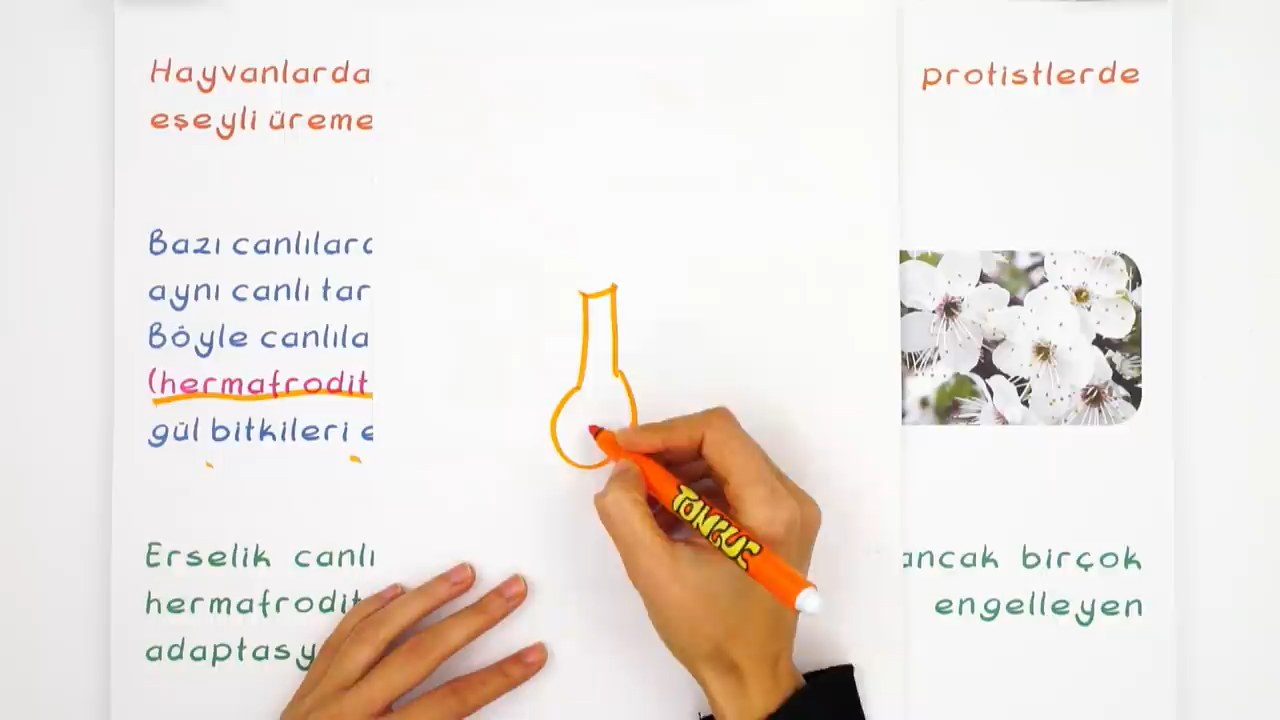 Hayvanlarda protistlerde
eşeyli üreme
Bazı canlılarda
aynı canlı tar
Böyle canlıla
(hermafrodit
gül bitkileri e
Erselik canlı ancak birçok
hermafrodit engelleyen
adaptasy
TONGUÇ